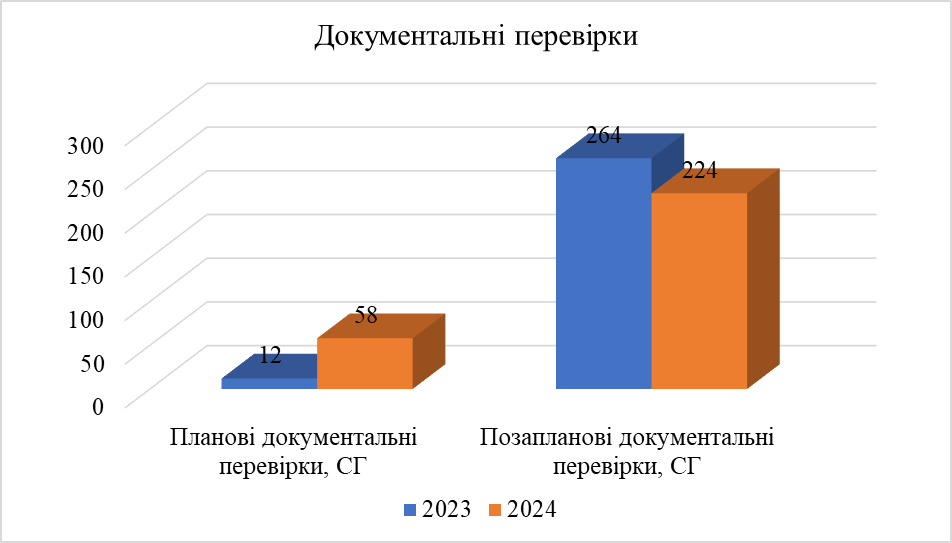 Документальні перевірки
300
250
200
150
100
50
0
12
58
264
224
Планові документальні
перевірки, СГ
Позапланові документальні
перевірки, СГ
2023
2024